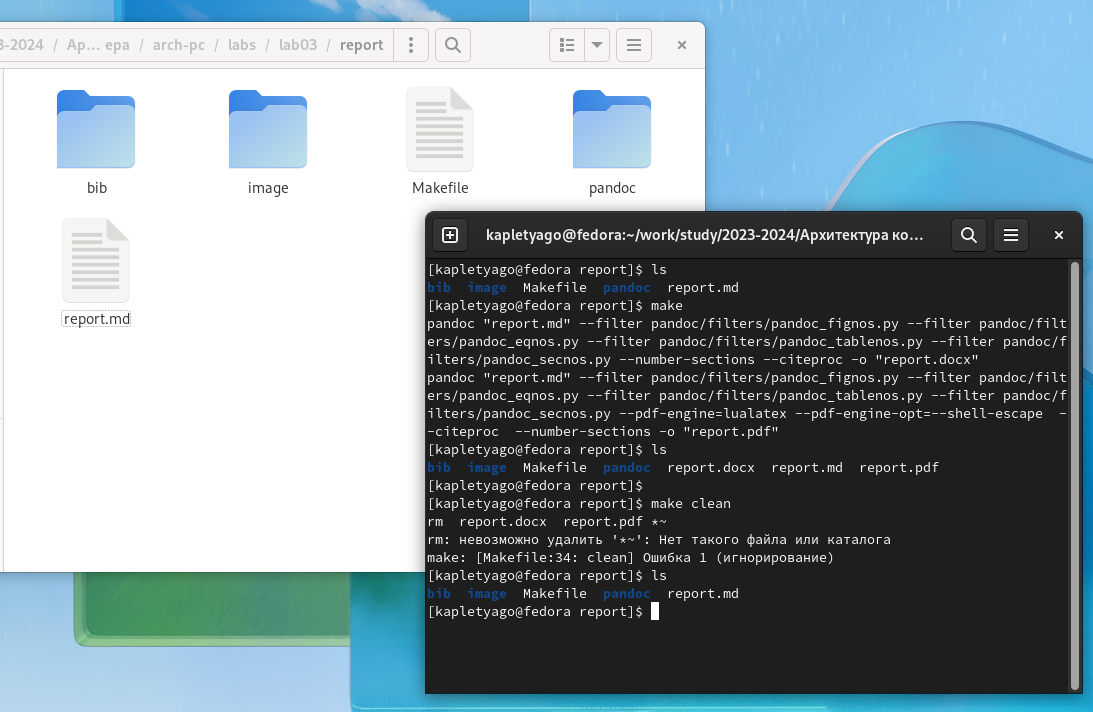 3-2024 / Ар… ера / arch-pc / labs / lab03 / report
bib
image
Makefile
pandoc
report.md
kapletyago@fedora:~/work/study/2023-2024/Архитектура ко…
[kapletyago@fedora report]$ ls
bib  image  Makefile  pandoc  report.md
[kapletyago@fedora report]$ make
pandoc "report.md" --filter pandoc/filters/pandoc_fignos.py --filter pandoc/filt
ers/pandoc_eqnos.py --filter pandoc/filters/pandoc_tablenos.py --filter pandoc/f
ilters/pandoc_secnos.py --number-sections --citeproc -o "report.docx"
pandoc "report.md" --filter pandoc/filters/pandoc_fignos.py --filter pandoc/filt
ers/pandoc_eqnos.py --filter pandoc/filters/pandoc_tablenos.py --filter pandoc/f
ilters/pandoc_secnos.py --pdf-engine=lualatex --pdf-engine-opt=--shell-escape  -
-citeproc  --number-sections -o "report.pdf"
[kapletyago@fedora report]$ ls
bib  image  Makefile  pandoc  report.docx  report.md  report.pdf
[kapletyago@fedora report]$
[kapletyago@fedora report]$ make clean
rm  report.docx  report.pdf *~
rm: невозможно удалить '*~': Нет такого файла или каталога
make: [Makefile:34: clean] Ошибка 1 (игнорирование)
[kapletyago@fedora report]$ ls
bib  image  Makefile  pandoc  report.md
[kapletyago@fedora report]$